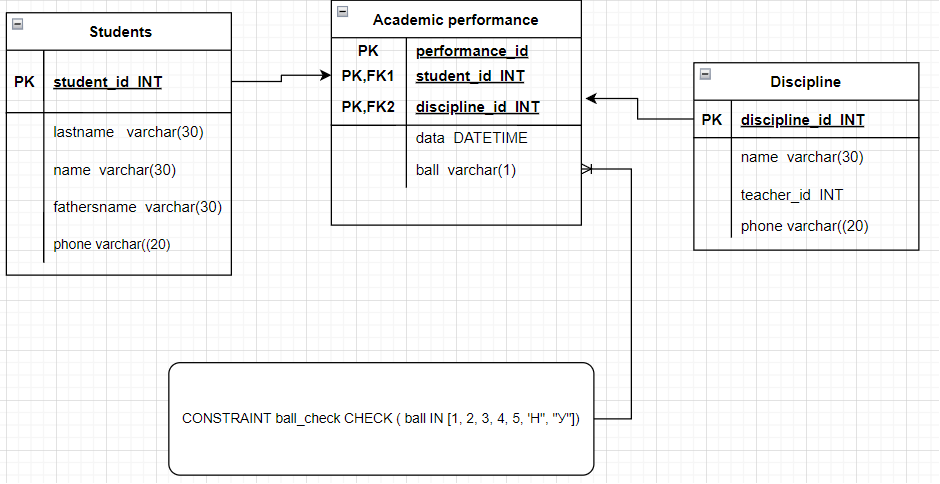 Students
PK student_id INT
lastname varchar(30)
name varchar(30)
fathersname varchar(30)
phone varchar((20)
Academic performance
PK performance_id
PK,FK1 student_id INT
PK,FK2 discipline_id INT
data DATETIME
ball varchar(1)
Discipline
PK discipline_id INT
name varchar(30)
teacher_id INT
phone varchar((20)
CONSTRAINT ball_check CHECK ( ball IN [1, 2, 3, 4, 5, 'Н", "У"])